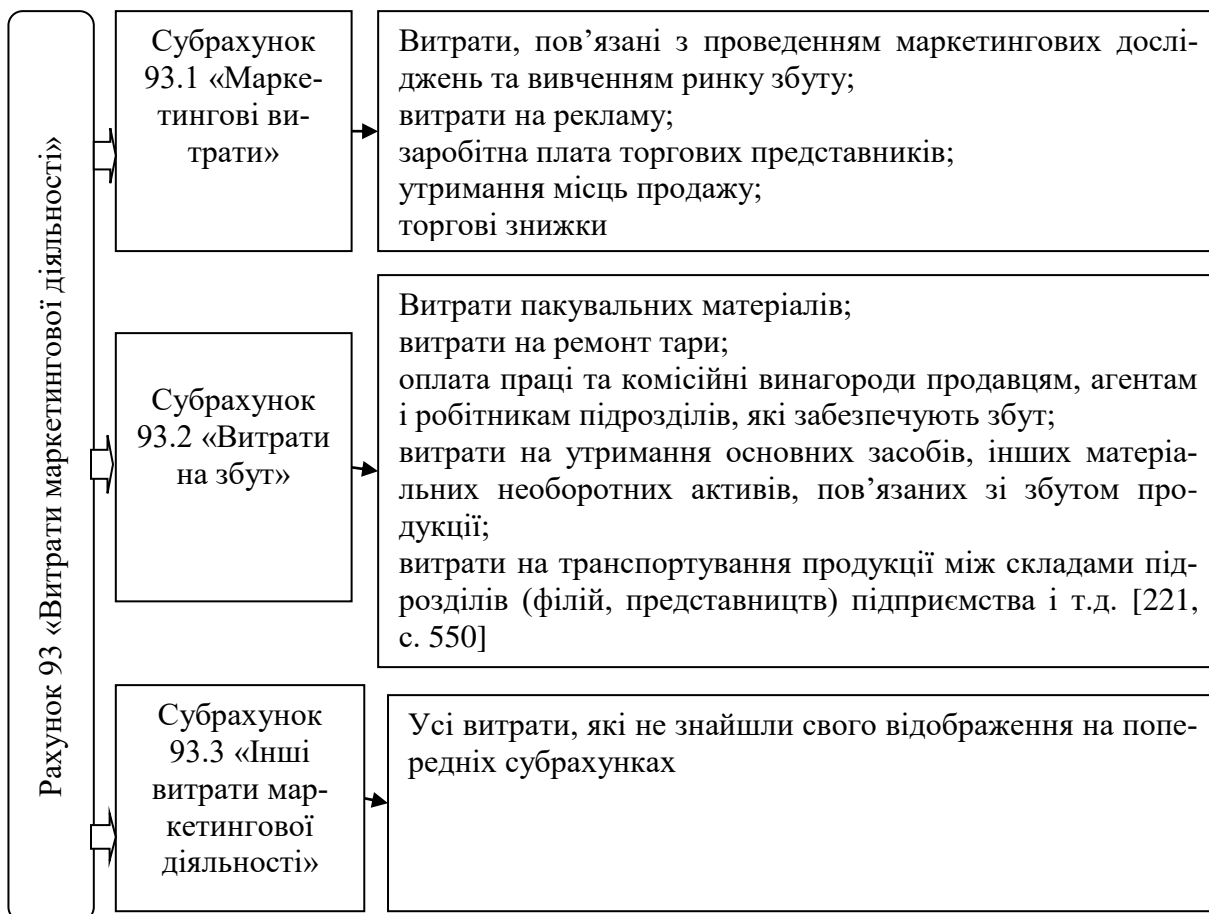 Рахунок 93 «Витрати маркетингової діяльності»
Субрахунок
93.1 «Марке-
тингові ви-
трати»
Витрати, пов’язані з проведенням маркетингових дослі-
джень та вивченням ринку збуту;
витрати на рекламу;
заробітна плата торгових представників;
утримання місць продажу;
торгові знижки
Субрахунок
93.2 «Витрати
на збут»
Витрати пакувальних матеріалів;
витрати на ремонт тари;
оплата праці та комісійні винагороди продавцям, агентам
і робітникам підрозділів, які забезпечують збут;
витрати на утримання основних засобів, інших матеріа-
льних необоротних активів, пов’язаних зі збутом про-
дукції;
витрати на транспортування продукції між складами під-
розділів (філій, представництв) підприємства і т.д. [221,
с. 550]
Субрахунок
93.3 «Інші
витрати мар-
кетингової
діяльності»
Усі витрати, які не знайшли свого відображення на попе-
редніх субрахунках